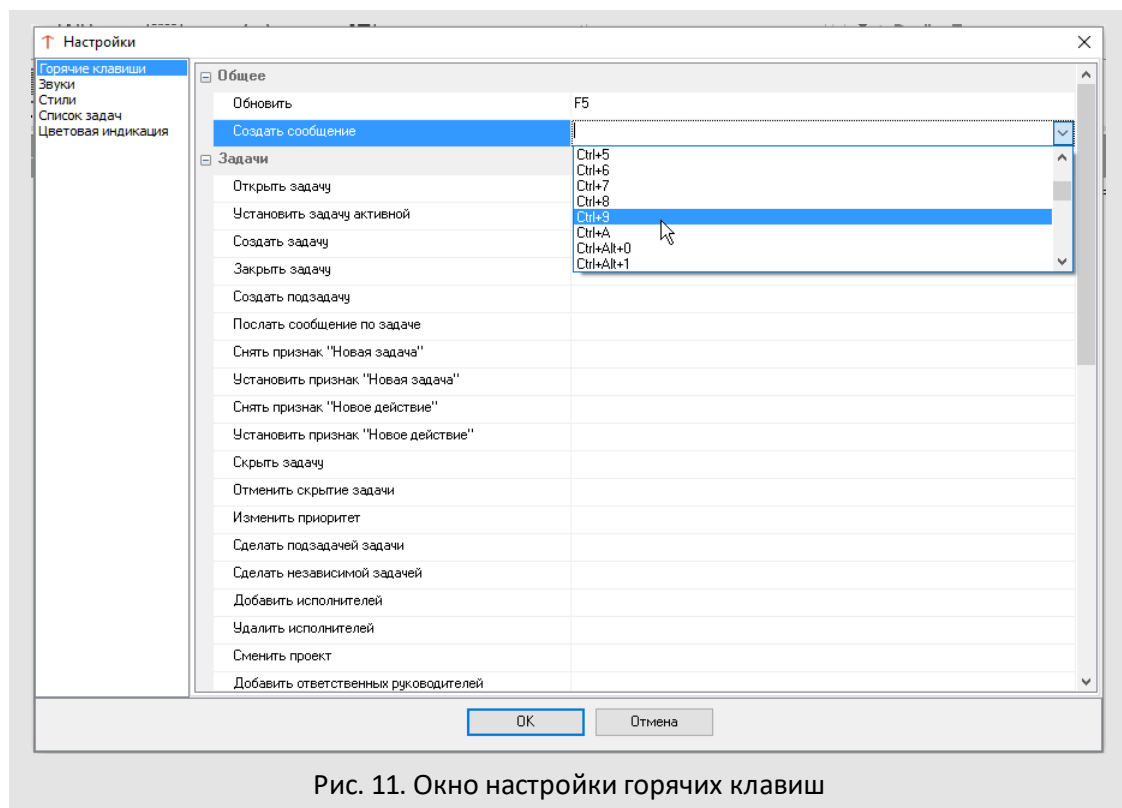 Настройки
Горячие клавиши
Звуки
Стили
Список задач
Цветовая индикация
Общее
Обновить F5
Создать сообщение
Задачи
Ctrl+5
Ctrl+6
Ctrl+7
Ctrl+8
Ctrl+9
Ctrl+A
Ctrl+Alt+0
Ctrl+Alt+1
Открыть задачу
Установить задачу активной
Создать задачу
Закрыть задачу
Создать подзадачу
Послать сообщение по задаче
Снять признак "Новая задача"
Установить признак "Новая задача"
Снять признак "Новое действие"
Установить признак "Новое действие"
Скрыть задачу
Отменить скрытие задачи
Изменить приоритет
Сделать подзадачей задачи
Сделать независимой задачей
Добавить исполнителей
Удалить исполнителей
Сменить проект
Добавить ответственных руководителей
OK Отмена
Рис. 11. Окно настройки горячих клавиш